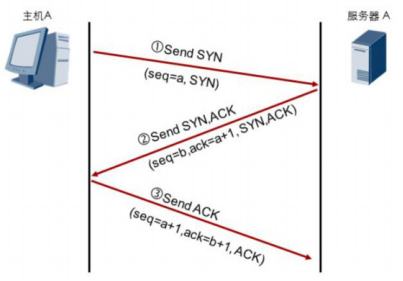 主机A
服务器 A
①Send SYN
(seq=a, SYN)
②Send SYN,ACK
(seq=b,ack=a+1, SYN,ACK)
③Send ACK
(seq=a+1,ack=b+1, ACK)